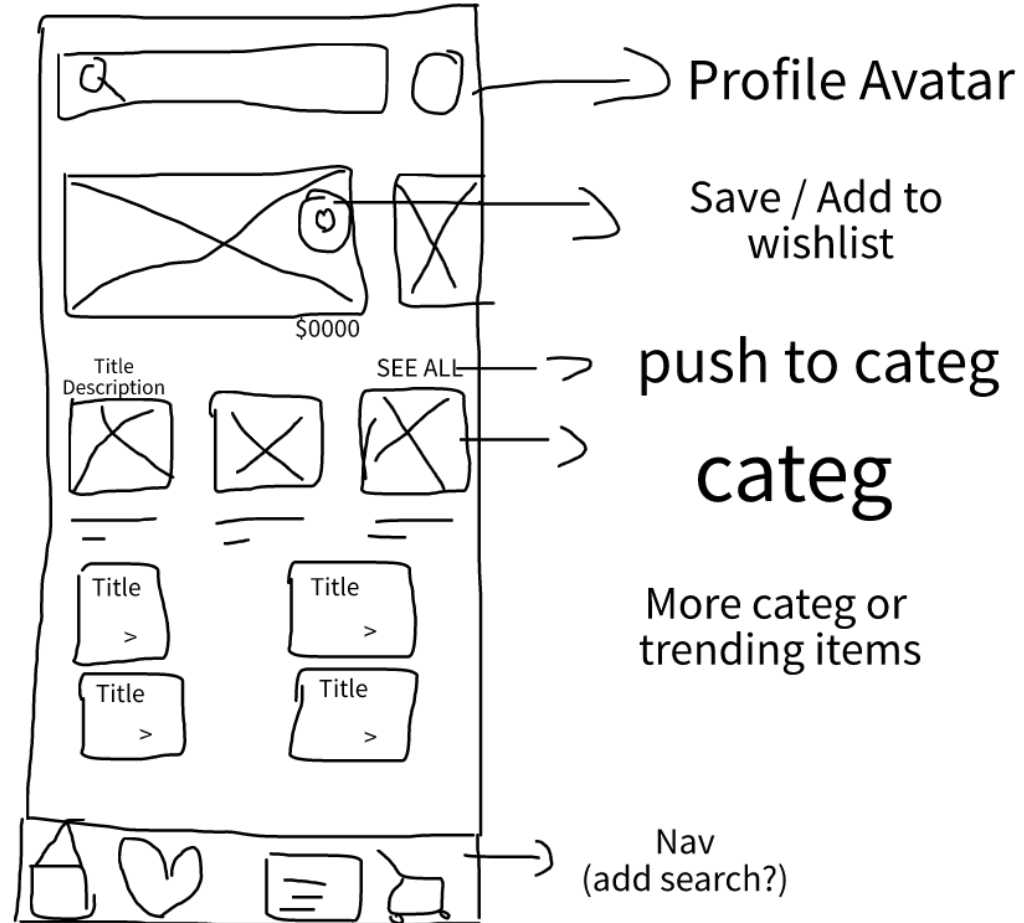 Profile Avatar
Save / Add to
wishlist
$0000
Title
Description
SEE ALL
push to categ
categ
Title
>
Title
>
More categ or
trending items
Title
>
Title
>
Nav
(add search?)